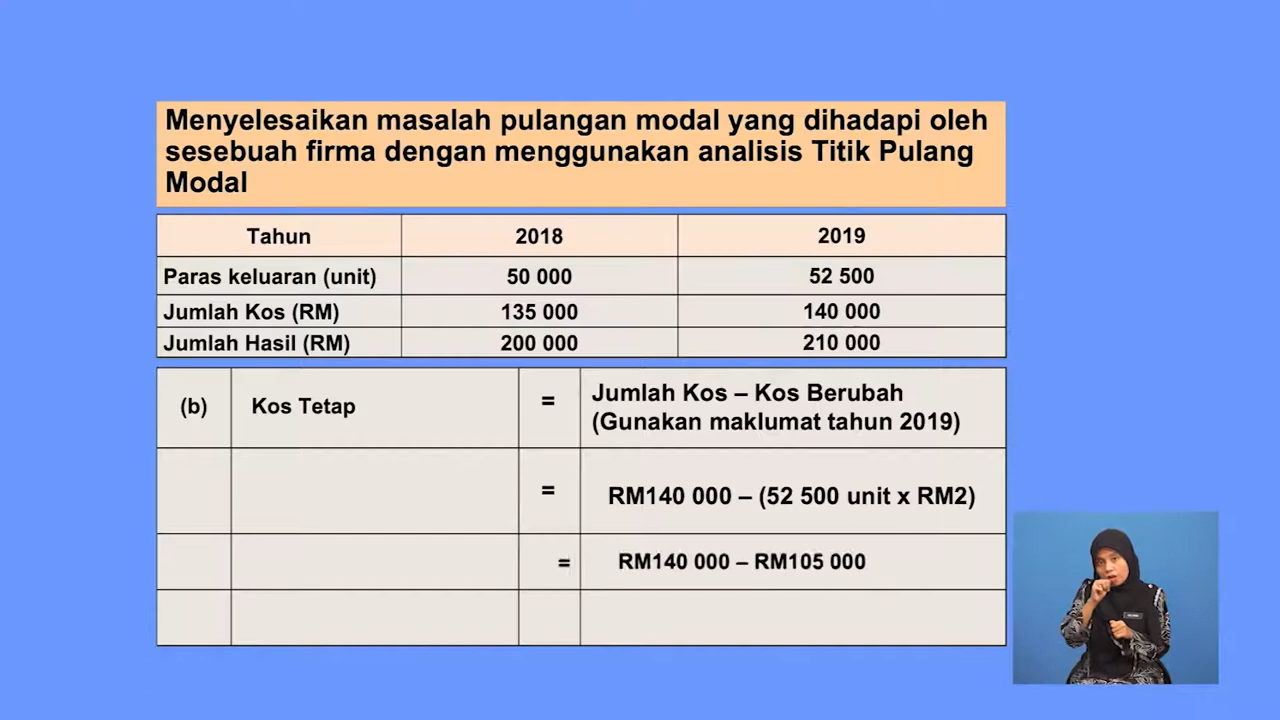 Menyelesaikan masalah pulangan modal yang dihadapi oleh
sesebuah firma dengan menggunakan analisis Titik Pulang
Modal
Tahun 2018 2019
Paras keluaran (unit) 50 000 52 500
Jumlah Kos (RM) 135 000 140 000
Jumlah Hasil (RM) 200 000 210 000
(b) Kos Tetap = Jumlah Kos – Kos Berubah
(Gunakan maklumat tahun 2019)
= RM140 000 – (52 500 unit x RM2)
= RM140 000 – RM105 000